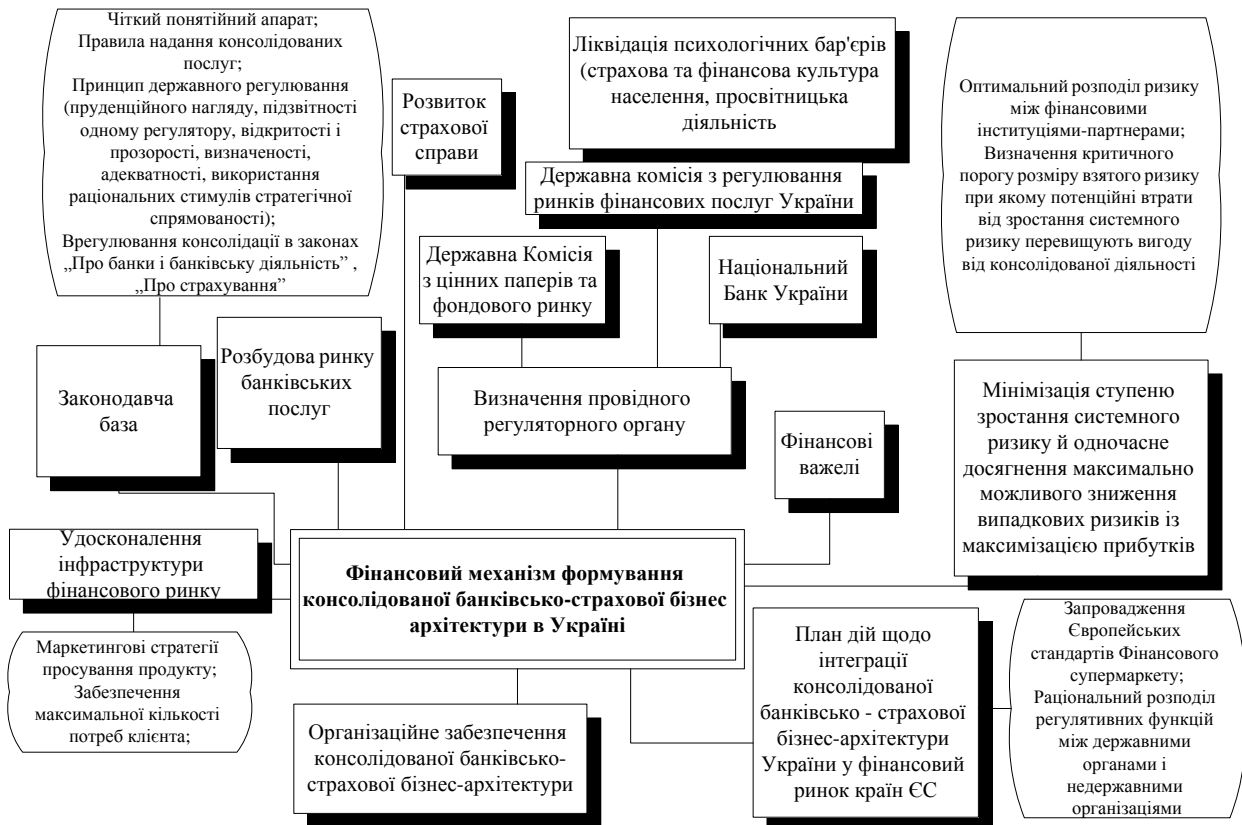 Чіткий понятійний апарат;
Правила надання консолідованих
послуг;
Принцип державного регулювання
(пруденційного нагляду, підзвітності
одному регулятору, відкритості і
прозорості, визначеності,
адекватності, використання
раціональних стимулів стратегічної
спрямованості);
Врегулювання консолідації в законах
„Про банки і банківську діяльність” ,
„Про страхування”
Розвиток
страхової
справи
Ліквідація психологічних бар'єрів
(страхова та фінансова культура
населення, просвітницька
діяльність
Державна комісія з регулювання
ринків фінансових послуг України
Державна Комісія
з цінних паперів та
фондового ринку
Національний
Банк України
Оптимальний розподіл ризику
між фінансовими
інституціями-партнерами;
Визначення критичного
порогу розміру взятого ризику
при якому потенційні втрати
від зростання системного
ризику перевищують вигоду
від консолідованої діяльності
Законодавча
база
Розбудова ринку
банківських
послуг
Визначення провідного
регуляторного органу
Фінансові
важелі
Мінімізація ступеню
зростання системного
ризику й одночасне
досягнення максимально
можливого зниження
випадкових ризиків із
максимізацією прибутків
Удосконалення
інфраструктури
фінансового ринку
Фінансовий механізм формування
консолідованої банківсько-страхової бізнес
архітектури в Україні
Маркетингові стратегії
просування продукту;
Забезпечення
максимальної кількості
потреб клієнта;
Організаційне забезпечення
консолідованої банківсько-
страхової бізнес-архітектури
План дій щодо
інтеграції
консолідованої
банківсько - страхової
бізнес-архітектури
України у фінансовий
ринок країн ЄС
Запровадження
Європейських
стандартів Фінансового
супермаркету;
Раціональний розподіл
регулятивних функцій
між державними
органами і
недержавними
організаціями